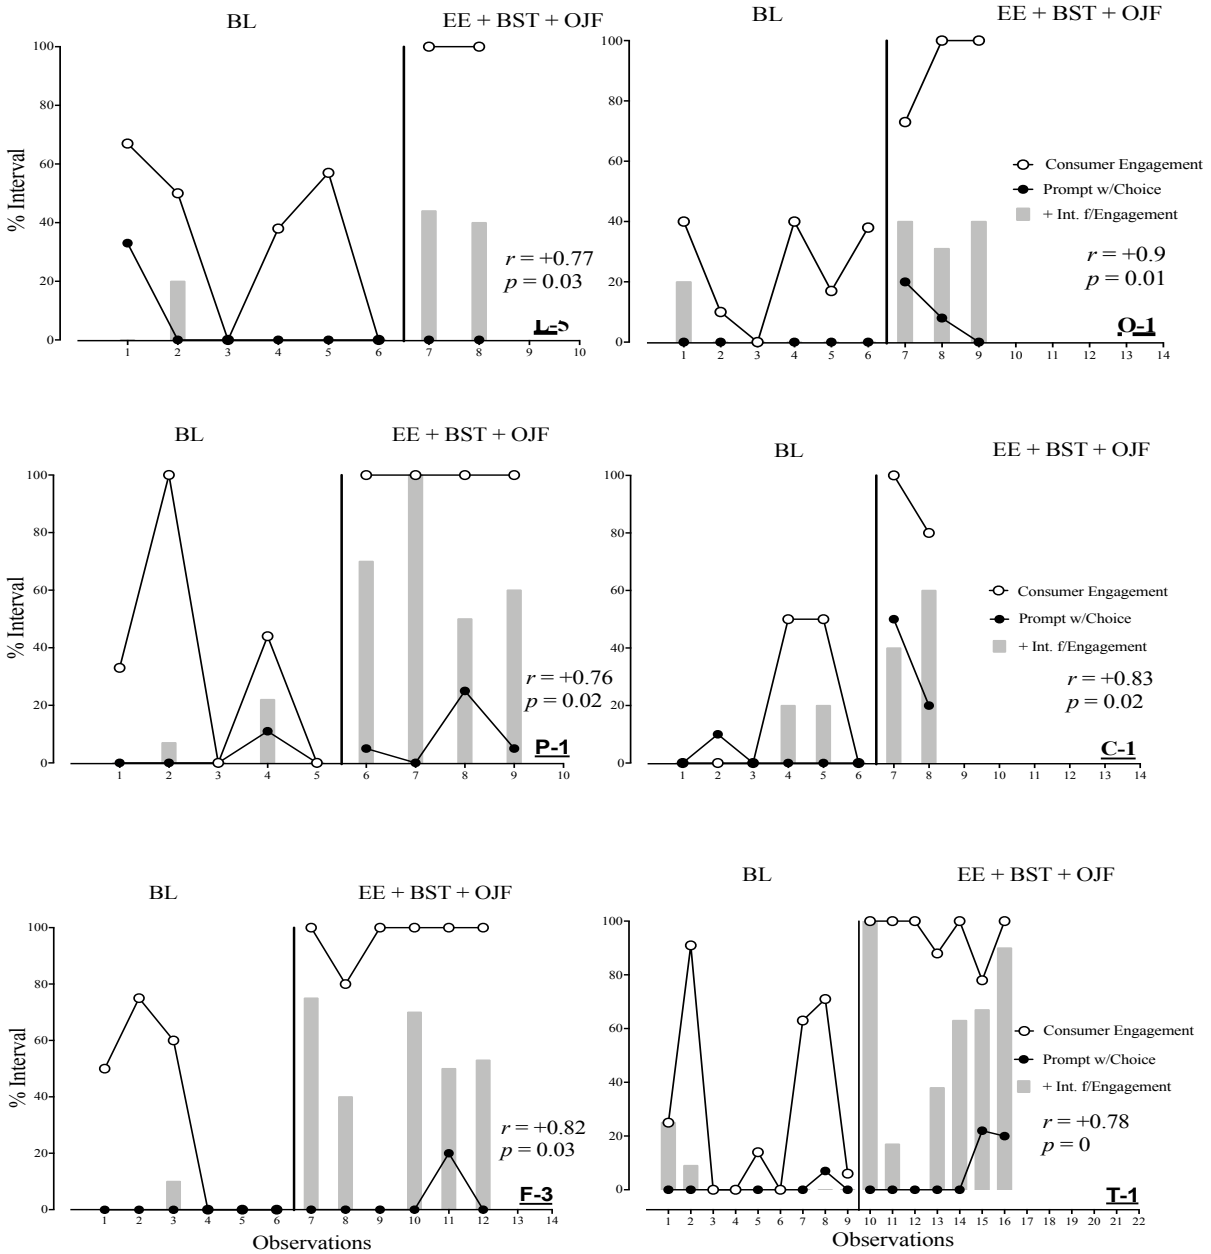 BL
EE + BST + OJF
% Interval
100
80
60
40
20
0
r = +0.77
p = 0.03
1 2 3 4 5 6 7 8 9 10
BL
EE + BST + OJF
100
80
60
40
20
0
Consumer Engagement
Prompt w/Choice
+ Int. f/Engagement
r = +0.9
p = 0.01
O-1
1 2 3 4 5 6 7 8 9 10 11 12 13 14
BL
EE + BST + OJF
% Interval
100
80
60
40
20
0
r = +0.76
p = 0.02
P-1
1 2 3 4 5 6 7 8 9 10
BL
EE + BST + OJF
100
80
60
40
20
0
Consumer Engagement
Prompt w/Choice
+ Int. f/Engagement
r = +0.83
p = 0.02
C-1
1 2 3 4 5 6 7 8 9 10 11 12 13 14
BL
EE + BST + OJF
% Interval
100
80
60
40
20
0
r = +0.82
p = 0.03
F-3
1 2 3 4 5 6 7 8 9 10 11 12 13 14
Observations
BL
EE + BST + OJF
100
80
60
40
20
0
Consumer Engagement
Prompt w/Choice
+ Int. f/Engagement
r = +0.78
p = 0
T-1
1 2 3 4 5 6 7 8 9 10 11 12 13 14 15 16 17 18 19 20 21 22
Observations